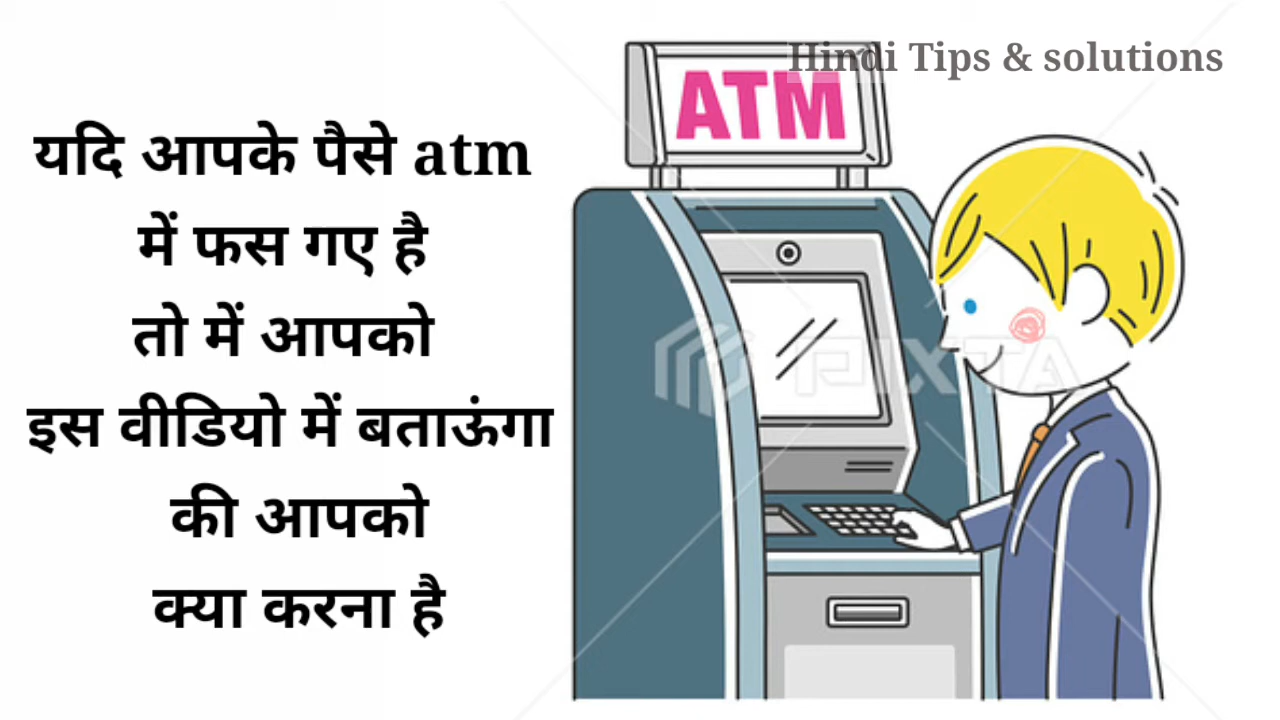 Hindi Tips & solutions
ATM
यदि आपके पैसे atm
में फस गए है
तो में आपको
इस वीडियो में बताऊंगा
की आपको
क्या करना है
PIXTA